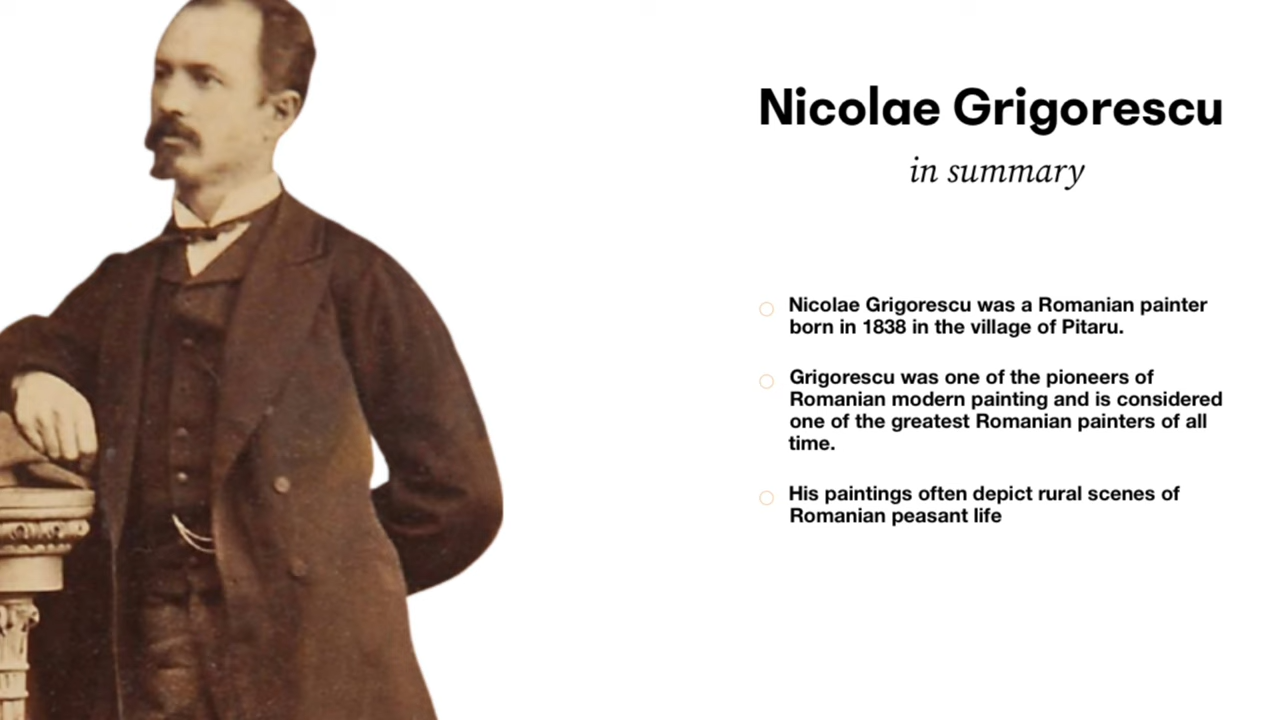 Nicolae Grigorescu
in summary
Nicolae Grigorescu was a Romanian painter
born in 1838 in the village of Pitaru.
Grigorescu was one of the pioneers of
Romanian modern painting and is considered
one of the greatest Romanian painters of all
time.
His paintings often depict rural scenes of
Romanian peasant life